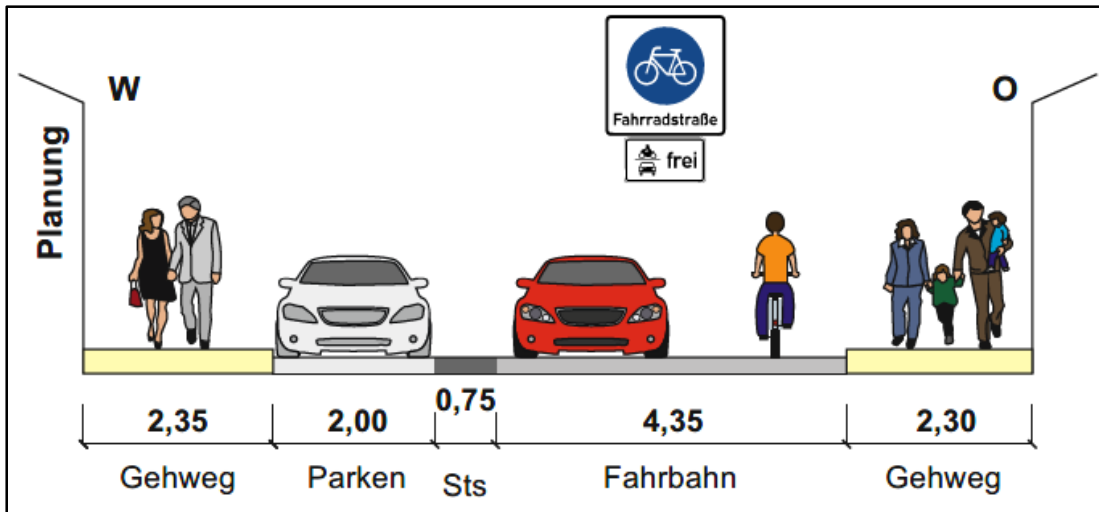 W
O
Planung
Fahrradstraße
frei
2,35
2,00
0,75
4,35
2,30
Gehweg
Parken
Sts
Fahrbahn
Gehweg